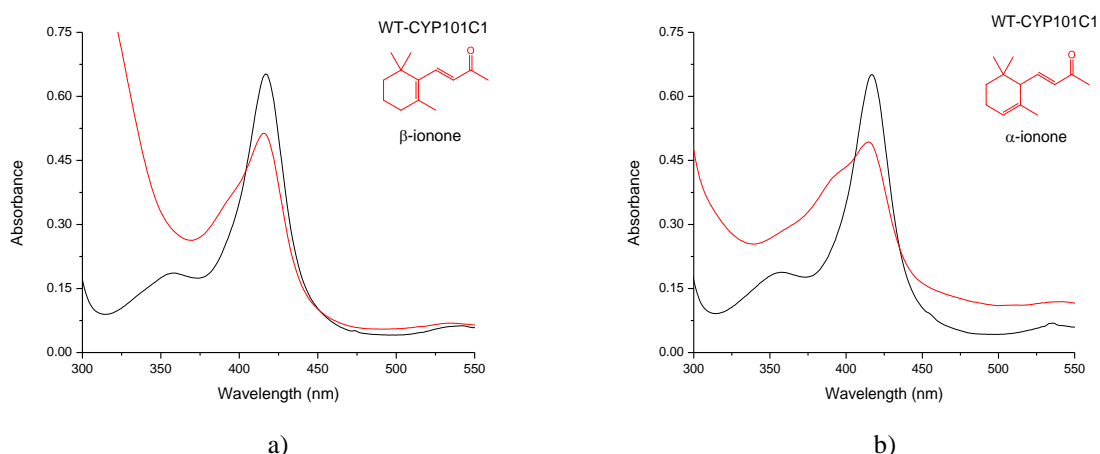 WT-CYP101C1
O
β-ionone
Absorbance
0.75
0.60
0.45
0.30
0.15
0.00
300 350 400 450 500 550
Wavelength (nm)
a)
WT-CYP101C1
O
α-ionone
Absorbance
0.75
0.60
0.45
0.30
0.15
0.00
300 350 400 450 500 550
Wavelength (nm)
b)